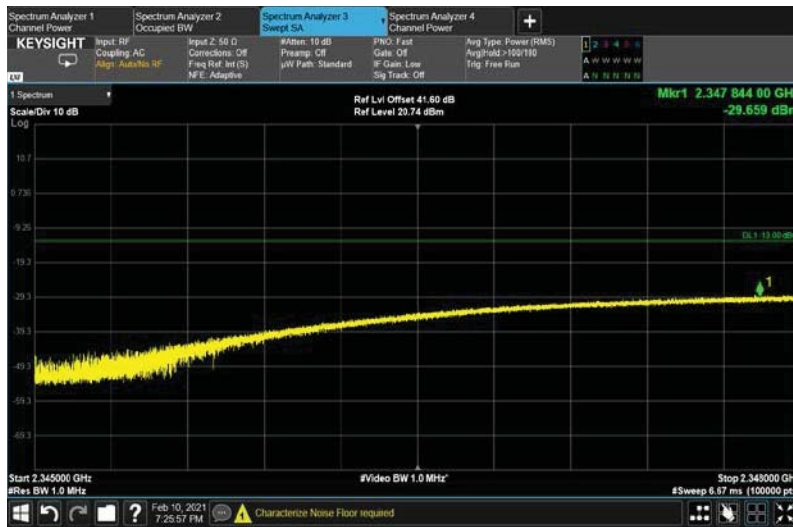 Spectrum Analyzer 1
Channel Power
Spectrum Analyzer 2
Occupied BW
Spectrum Analyzer 3
Swept SA
Spectrum Analyzer 4
Channel Power
KEYSIGHT
Input: RF
Coupling: AC
Align: Auto/No RF
Input Z: 50 Ω
Corrections: Off
Freq Ref: Int (S)
NFE: Adaptive
#Atten: 10 dB
Preamp: Off
µW Path: Standard
PNO: Fast
Gate: Off
IF Gain: Low
Sig Track: Off
Avg Type: Power (RMS)
Avg|Hold:>100/100
Trig: Free Run
1 2 3 4 5 6
A W W W W W
A N N N N N
LXI
1 Spectrum
Scale/Div 10 dB
Log
Ref Lvl Offset 41.60 dB
Ref Level 20.74 dBm
Mkr1 2.347 844 00 GH
-29.659 dBr
10.7
0.736
-9.26
-19.3
-29.3
-39.3
-49.3
-59.3
-69.3
DL1 -13.00 dB
1
Start 2.345000 GHz
#Res BW 1.0 MHz
#Video BW 1.0 MHz*
Stop 2.348000 GH
#Sweep 6.67 ms (100000 pt
?
Feb 10, 2021
7:25:57 PM
Characterize Noise Floor required